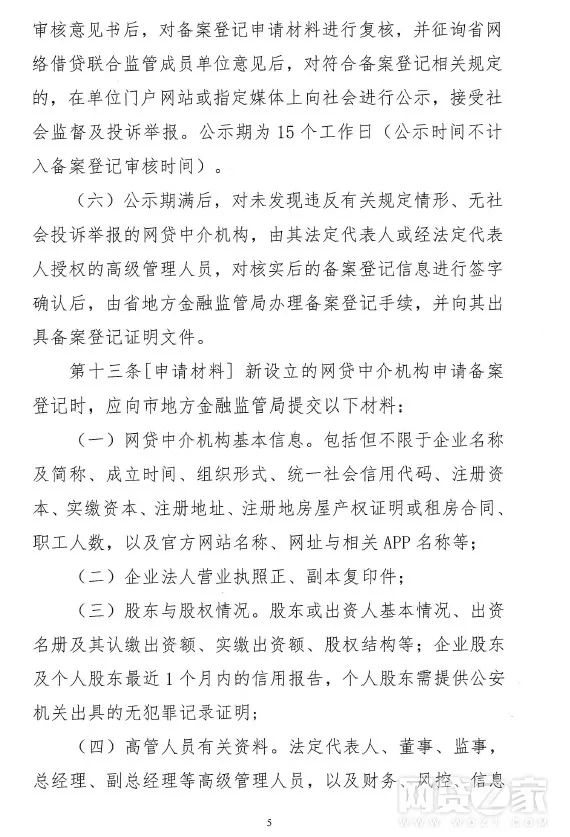 审核意见书后，对备案登记申请材料进行复核，并征询省网
络借贷联合监管成员单位意见后，对符合备案登记相关规定
的，在单位门户网站或指定媒体上向社会进行公示，接受社
会监督及投诉举报。公示期为15个工作日（公示时间不计
入备案登记审核时间）。
（六）公示期满后，对未发现违反有关规定情形、无社
会投诉举报的网贷中介机构，由其法定代表人或经法定代表
人授权的高级管理人员，对核实后的备案登记信息进行签字
确认后，由省地方金融监管局办理备案登记手续，并向其出
具备案登记证明文件。
第十三条[申请材料] 新设立的网贷中介机构申请备案
登记时，应向市地方金融监管局提交以下材料：
（一）网贷中介机构基本信息。包括但不限于企业名称
及简称、成立时间、组织形式、统一社会信用代码、注册资
本、实缴资本、注册地址、注册地房屋产权证明或租房合同、
职工人数，以及官方网站名称、网址与相关APP名称等；
（二）企业法人营业执照正、副本复印件；
（三）股东与股权情况。股东或出资人基本情况、出资
名册及其认缴出资额、实缴出资额、股权结构等；企业股东
及个人股东最近1个月内的信用报告，个人股东需提供公安
机关出具的无犯罪记录证明；
（四）高管人员有关资料。法定代表人、董事、监事，
总经理、副总经理等高级管理人员，以及财务、风控、信息
5
网贷之家
WWW.WDZJ.COM